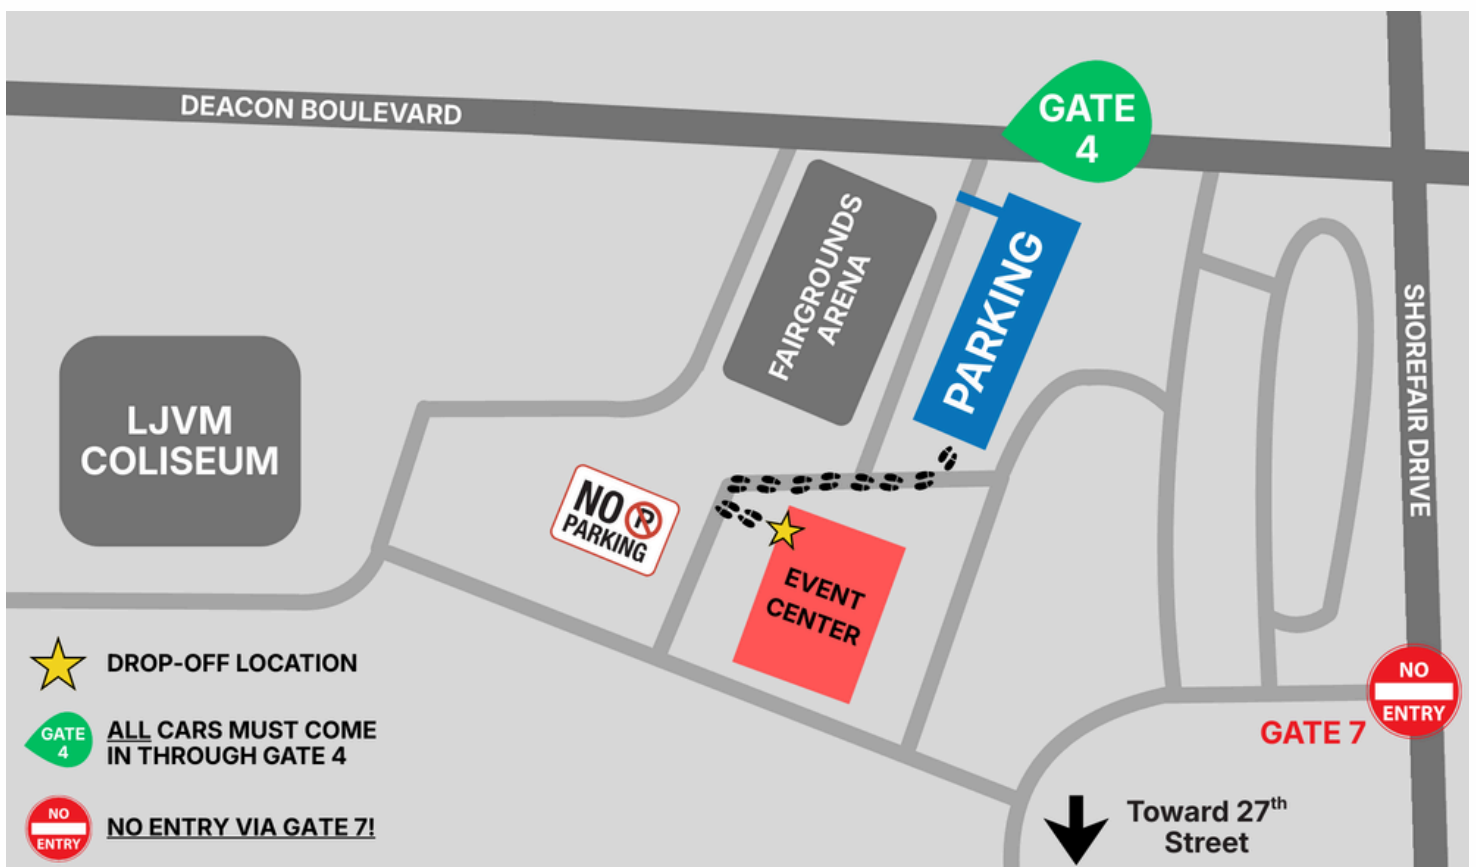 DEACON BOULEVARD
GATE
4
FAIRGROUNDS
ARENA
PARKING
SHOREFAIR DRIVE
LJVM
COLISEUM
NO P
PARKING
EVENT
CENTER
DROP-OFF LOCATION
GATE
4
ALL CARS MUST COME
IN THROUGH GATE 4
NO
ENTRY
NO ENTRY VIA GATE 7!
NO
ENTRY
GATE 7
Toward 27th
Street